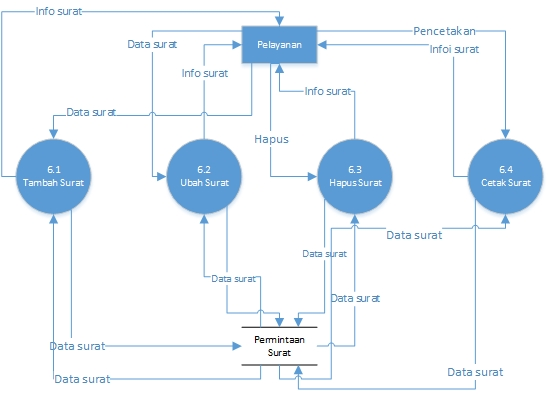 Info surat
Pencetakan
Data surat
Pelayanan
Infoi surat
Info surat
Info surat
Data surat
Hapus
6.1
Tambah Surat
6.2
Ubah Surat
6.3
Hapus Surat
6.4
Cetak Surat
Data surat
Data surat
Data surat
Data surat
Permintaan
Surat
Data surat
Data surat
Data surat